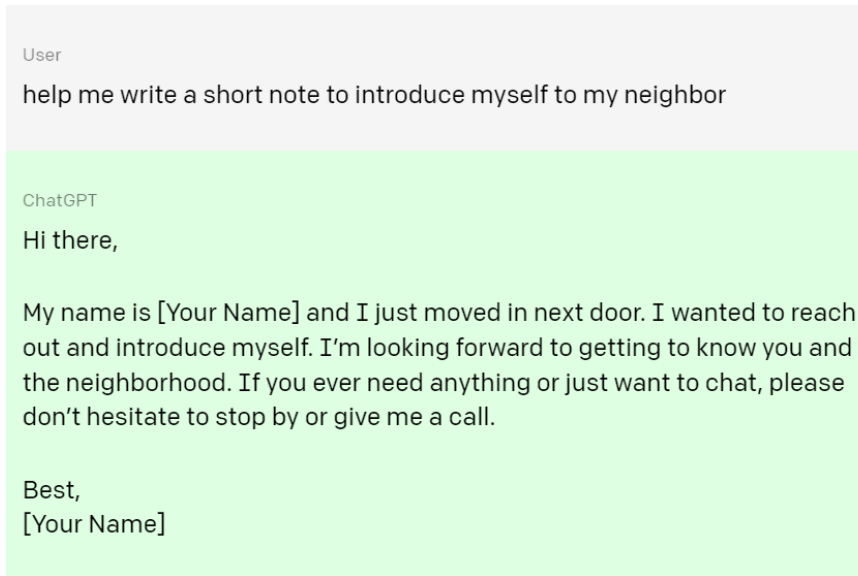 User
help me write a short note to introduce myself to my neighbor
ChatGPT
Hi there,
My name is [Your Name] and I just moved in next door. I wanted to reach
out and introduce myself. I’m looking forward to getting to know you and
the neighborhood. If you ever need anything or just want to chat, please
don’t hesitate to stop by or give me a call.
Best,
[Your Name]